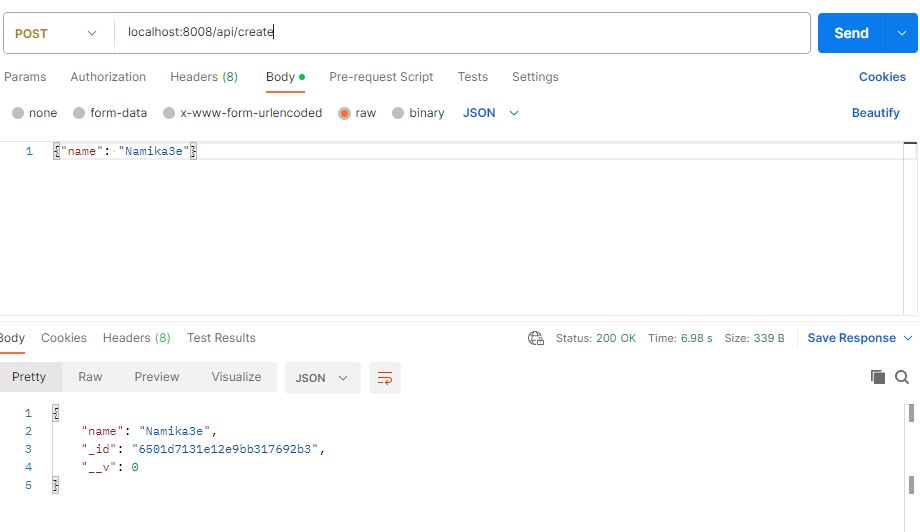 POST localhost:8008/api/create Send
Params Authorization Headers (8) Body Pre-request Script Tests Settings Cookies
none form-data x-www-form-urlencoded raw binary JSON Beautify
1 {"name": "Namika3e"}
Body Cookies Headers (8) Test Results Status: 200 OK Time: 6.98 s Size: 339 B Save Response
Pretty Raw Preview Visualize JSON
1 {
2 "name": "Namika3e",
3 "_id": "6501d7131e12e9bb317692b3",
4 "__v": 0
5 }